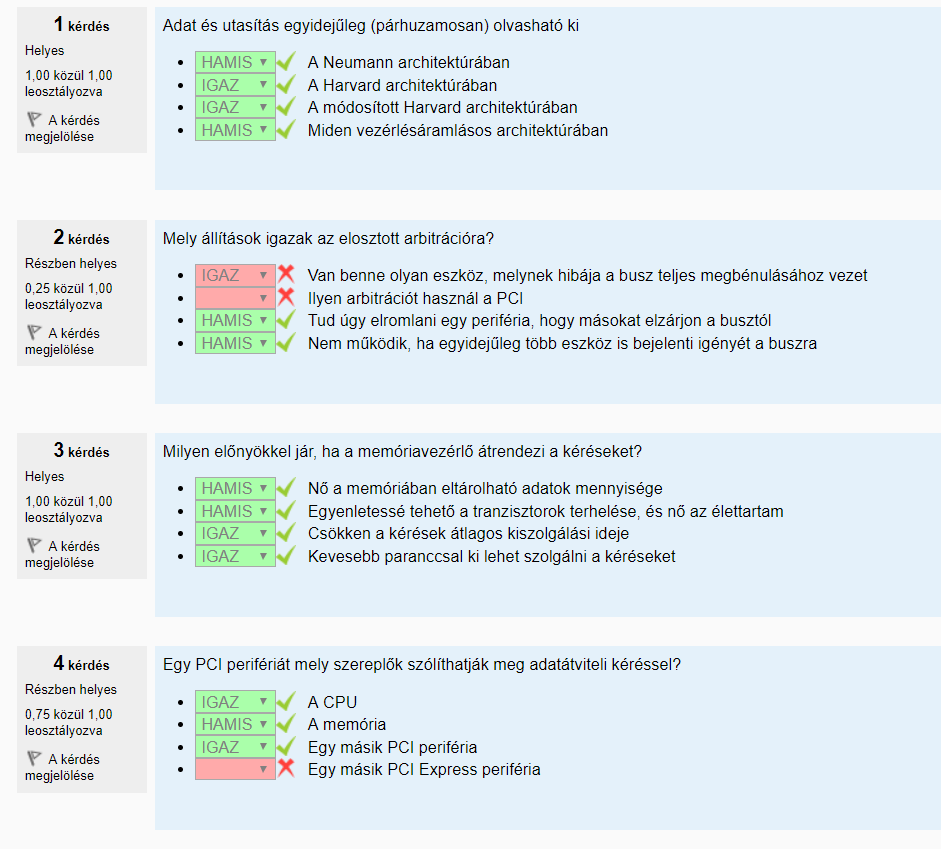 1 kérdés
Helyes
1,00 közül 1,00
leosztályozva
A kérdés
megjelölése
Adat és utasítás egyidejűleg (párhuzamosan) olvasható ki
HAMIS A Neumann architektúrában
IGAZ A Harvard architektúrában
IGAZ A módosított Harvard architektúrában
HAMIS Miden vezérlésáramlásos architektúrában
2 kérdés
Részben helyes
0,25 közül 1,00
leosztályozva
A kérdés
megjelölése
Mely állítások igazak az elosztott arbitrációra?
IGAZ Van benne olyan eszköz, melynek hibája a busz teljes megbénulásához vezet
Ilyen arbitrációt használ a PCI
HAMIS Tud úgy elromlani egy periféria, hogy másokat elzárjon a busztól
HAMIS Nem működik, ha egyidejűleg több eszköz is bejelenti igényét a buszra
3 kérdés
Helyes
1,00 közül 1,00
leosztályozva
A kérdés
megjelölése
Milyen előnyökkel jár, ha a memóriavezérlő átrendezi a kéréseket?
HAMIS Nő a memóriában eltárolható adatok mennyisége
HAMIS Egyenletessé tehető a tranzisztorok terhelése, és nő az élettartam
IGAZ Csökken a kérések átlagos kiszolgálási ideje
IGAZ Kevesebb paranccsal ki lehet szolgálni a kéréseket
4 kérdés
Részben helyes
0,75 közül 1,00
leosztályozva
A kérdés
megjelölése
Egy PCI perifériát mely szereplők szólíthatják meg adatátviteli kéréssel?
IGAZ A CPU
HAMIS A memória
IGAZ Egy másik PCI periféria
Egy másik PCI Express periféria